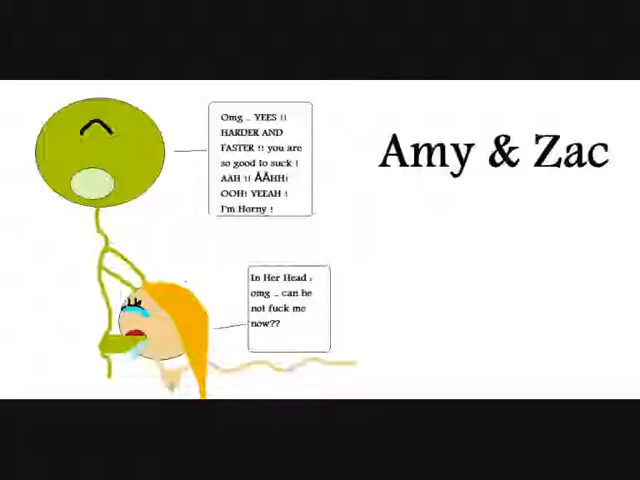 Omg .. YEES !!
HARDER AND
FASTER !! you are
so good to suck !
AAH !! ÅÅHH!
OOH! YEEAH !
I'm Horny !
Amy & Zac
In Her Head ;
omg .. can he
not fuck me
now??